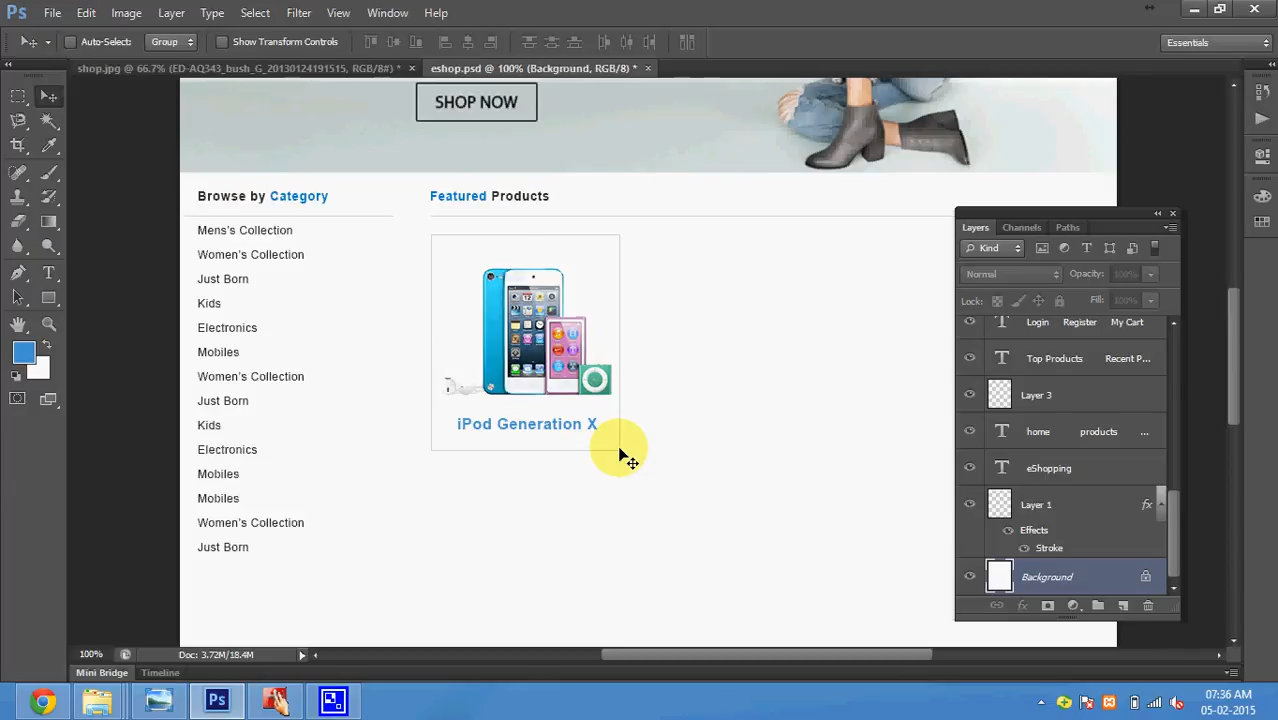 Ps File Edit Image Layer Type Select Filter View Window Help
Auto-Select: Group Show Transform Controls Essentials
shop.jpg @ 66.7% (ED-AQ343_bush_G_20130124191515, RGB/8#) * × eshop.psd @ 100% (Background, RGB/8) * ×
SHOP NOW
Browse by Category
Featured Products
Mens's Collection
Women's Collection
Just Born
Kids
Electronics
Mobiles
Women's Collection
Just Born
Kids
Electronics
Mobiles
Mobiles
Women's Collection
Just Born
iPod Generation X
Layers Channels Paths
Kind
Normal Opacity: 100%
Lock: Fill: 100%
T Login Register My Cart
T Top Products Recent P...
Layer 3
T home products ...
T eShopping
Layer 1 fx
Effects
Stroke
Background
fx
100% Doc: 3.72M/18.4M
Mini Bridge Timeline
Ps
07:36 AM
05-02-2015